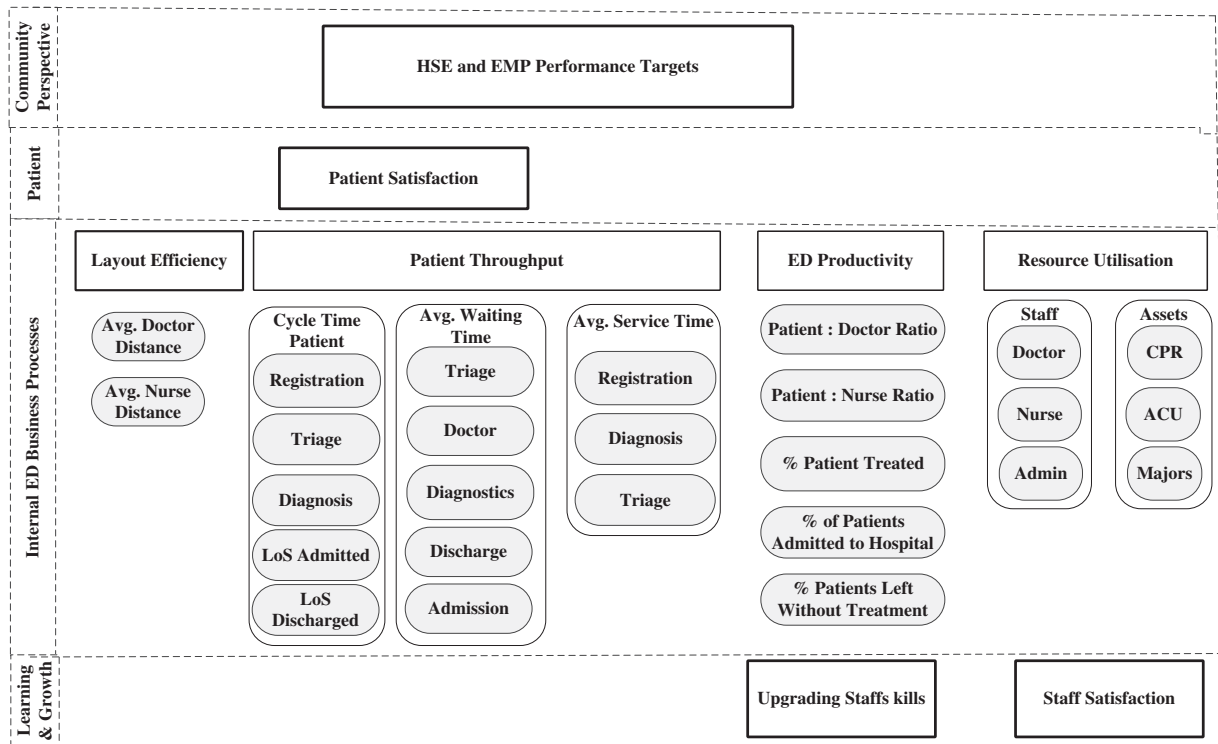 Community
Perspective
HSE and EMP Performance Targets
Patient
Patient Satisfaction
Internal ED Business Processes
Layout Efficiency
Avg. Doctor
Distance
Avg. Nurse
Distance
Patient Throughput
Cycle Time
Patient
Registration
Triage
Diagnosis
LoS Admitted
LoS
Discharged
Avg. Waiting
Time
Triage
Doctor
Diagnostics
Discharge
Admission
Avg. Service Time
Registration
Diagnosis
Triage
ED Productivity
Patient : Doctor Ratio
Patient : Nurse Ratio
% Patient Treated
% of Patients
Admitted to Hospital
% Patients Left
Without Treatment
Resource Utilisation
Staff
Doctor
Nurse
Admin
Assets
CPR
ACU
Majors
Learning
& Growth
Upgrading Staffs kills
Staff Satisfaction